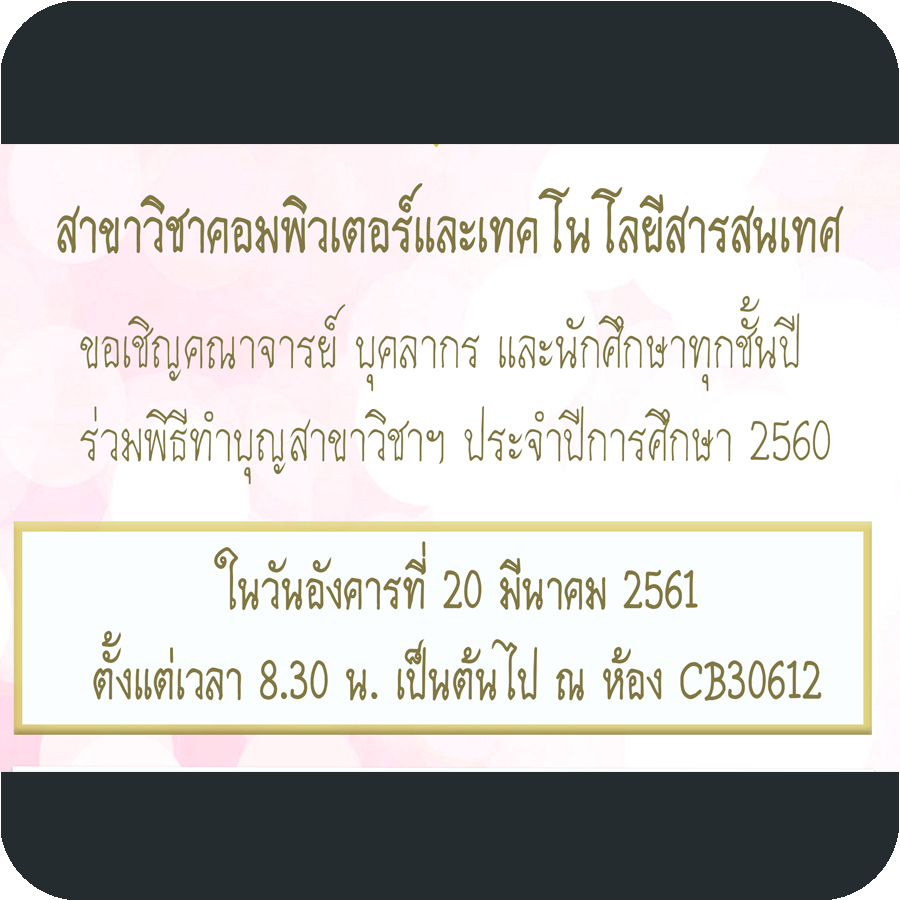 สาขาวิชาคอมพิวเตอร์และเทคโนโลยีสารสนเทศ
ขอเชิญคณาจารย์ บุคลากร และนักศึกษาทุกชั้นปี
ร่วมพิธีทำบุญสาขาวิชาฯ ประจำปีการศึกษา 2560
ในวันอังคารที่ 20 มีนาคม 2561
ตั้งแต่เวลา 8.30 น. เป็นต้นไป ณ ห้อง CB30612